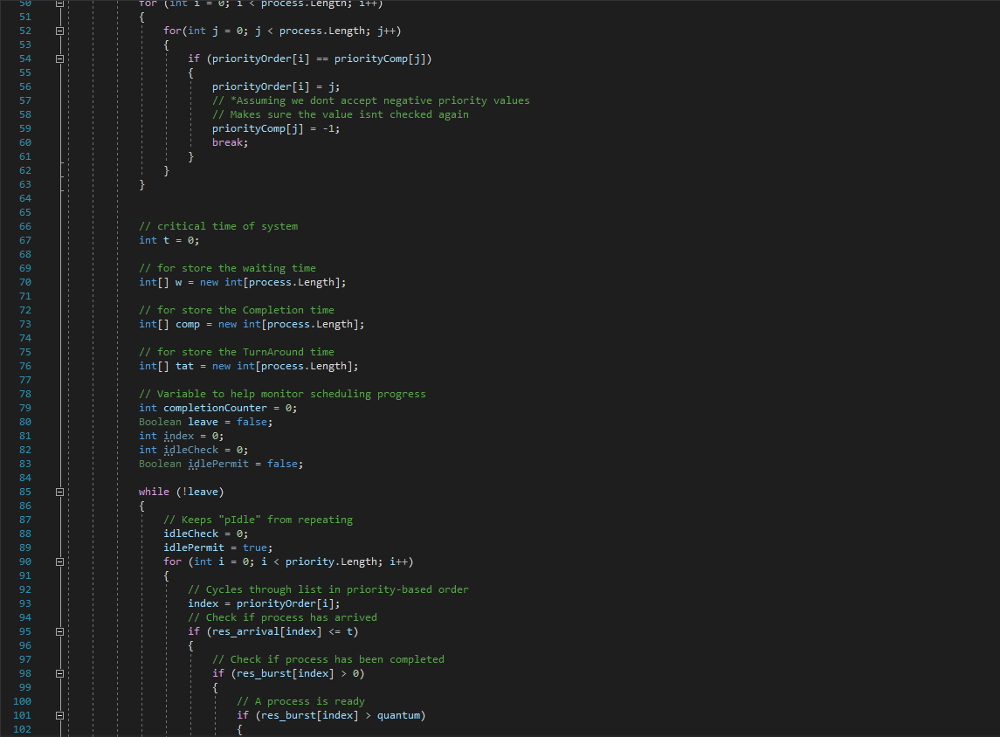 50 for (int i = 0; i < process.Length; i++)
51 {
52 for(int j = 0; j < process.Length; j++)
53 {
54 if (priorityOrder[i] == priorityComp[j])
55 {
56 priorityOrder[i] = j;
57 // *Assuming we dont accept negative priority values
58 // Makes sure the value isnt checked again
59 priorityComp[j] = -1;
60 break;
61 }
62 }
63 }
64
65
66 // critical time of system
67 int t = 0;
68
69 // for store the waiting time
70 int[] w = new int[process.Length];
71
72 // for store the Completion time
73 int[] comp = new int[process.Length];
74
75 // for store the TurnAround time
76 int[] tat = new int[process.Length];
77
78 // Variable to help monitor scheduling progress
79 int completionCounter = 0;
80 Boolean leave = false;
81 int index = 0;
82 int idleCheck = 0;
83 Boolean idlePermit = false;
84
85 while (!leave)
86 {
87 // Keeps "pIdle" from repeating
88 idleCheck = 0;
89 idlePermit = true;
90 for (int i = 0; i < priority.Length; i++)
91 {
92 // Cycles through list in priority-based order
93 index = priorityOrder[i];
94 // Check if process has arrived
95 if (res_arrival[index] <= t)
96 {
97 // Check if process has been completed
98 if (res_burst[index] > 0)
99 {
100 // A process is ready
101 if (res_burst[index] > quantum)
102 {